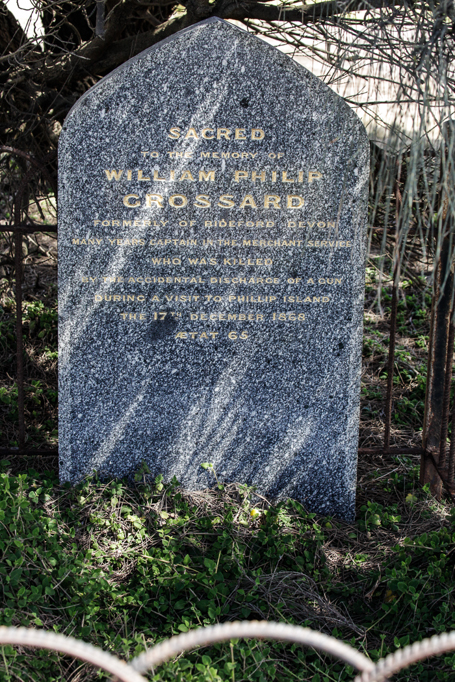 SACRED
TO THE MEMORY OF
WILLIAM PHILIP
CROSSARD
FORMERLY OF BIDEFORD DEVON
MANY YEARS CAPTAIN IN THE MERCHANT SERVICE
WHO WAS KILLED
BY THE ACCIDENTAL DISCHARGE OF A GUN
DURING A VISIT TO PHILLIP ISLAND
THE 17TH DECEMBER 1868
ÆTAT 65